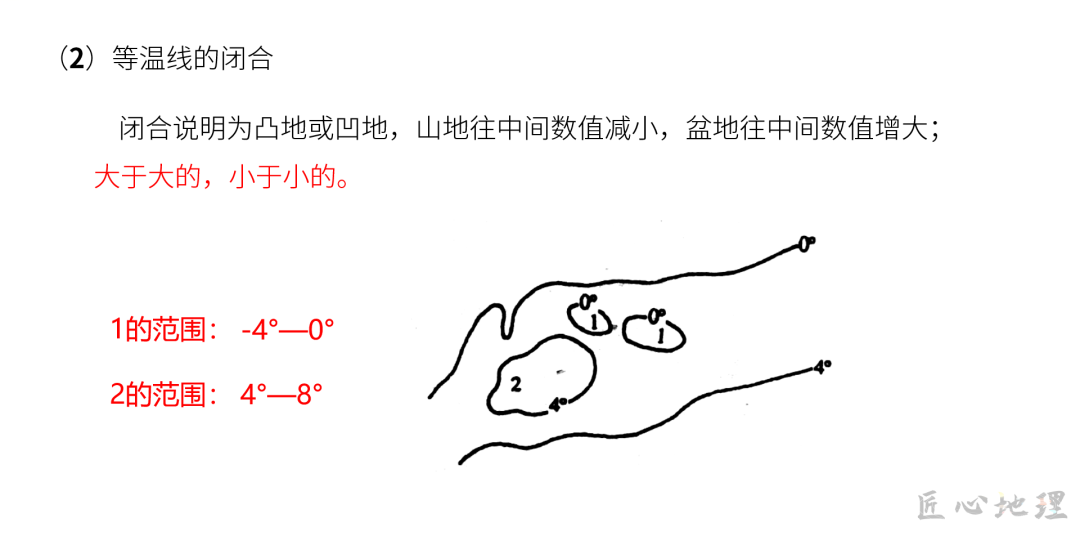 （2）等温线的闭合
闭合说明为凸地或凹地，山地往中间数值减小，盆地往中间数值增大；
大于大的，小于小的。
0°
0°
0°
1
1
1的范围： -4°—0°
4°
2
2的范围： 4°—8°
4°
匠心地理